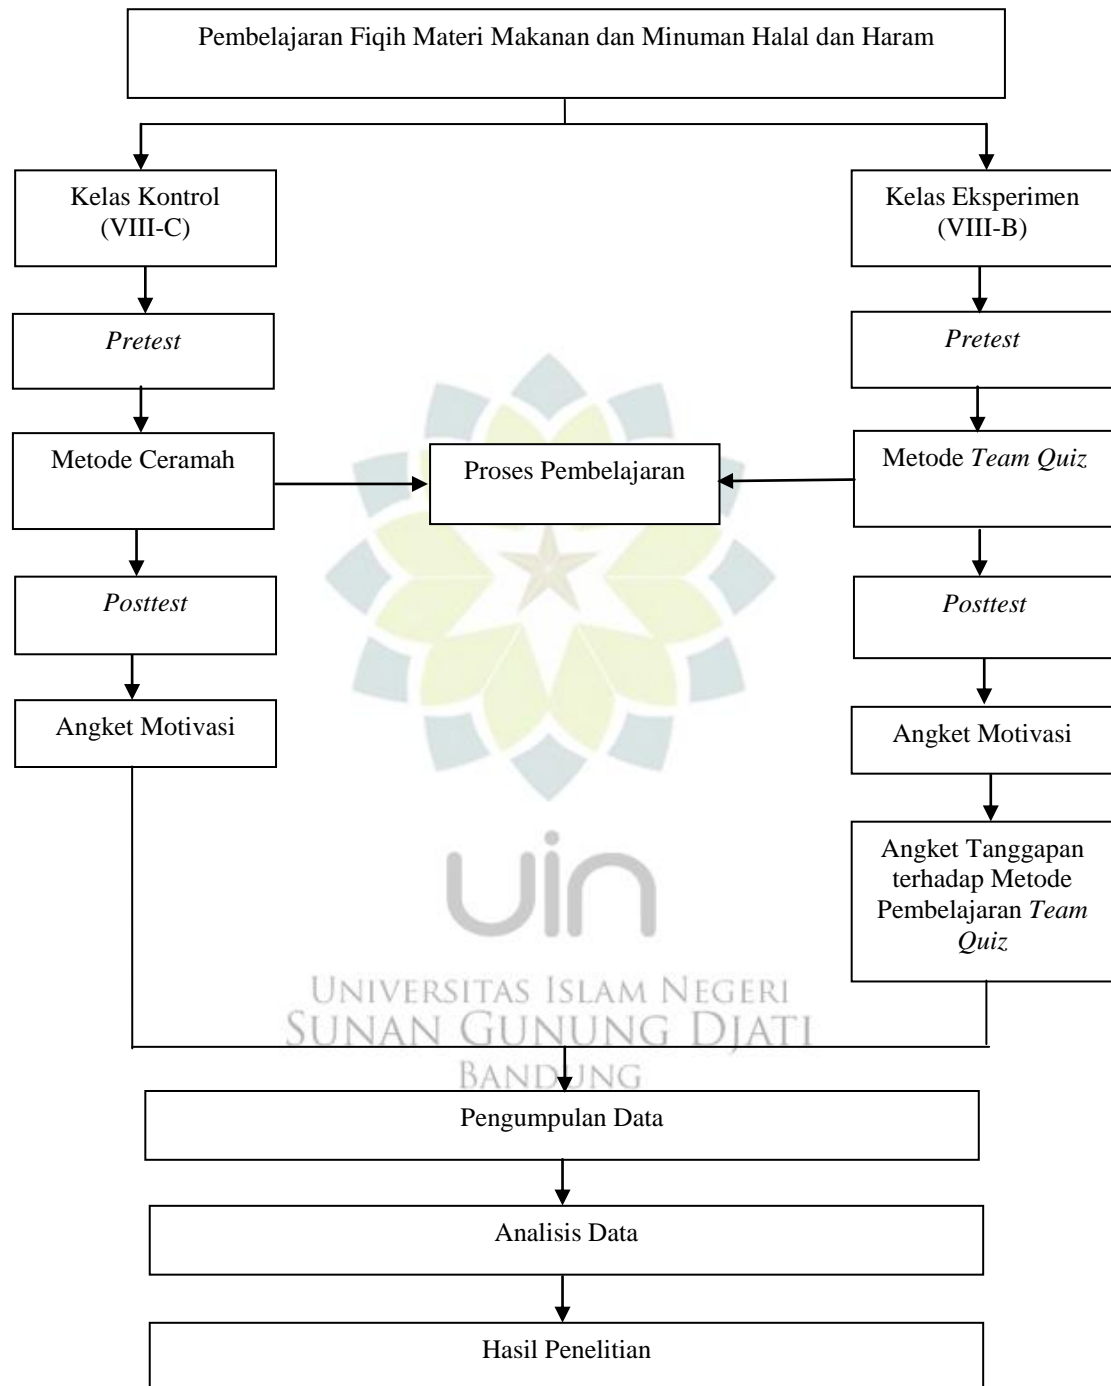 Pembelajaran Fiqih Materi Makanan dan Minuman Halal dan Haram
Kelas Kontrol
(VIII-C)
Kelas Eksperimen
(VIII-B)
Pretest
Pretest
Metode Ceramah
Proses Pembelajaran
Metode Team Quiz
Posttest
Posttest
Angket Motivasi
Angket Motivasi
Angket Tanggapan
terhadap Metode
Pembelajaran Team
Quiz
uin
UNIVERSITAS ISLAM NEGERI
SUNAN GUNUNG DJATI
BANDUNG
Pengumpulan Data
Analisis Data
Hasil Penelitian